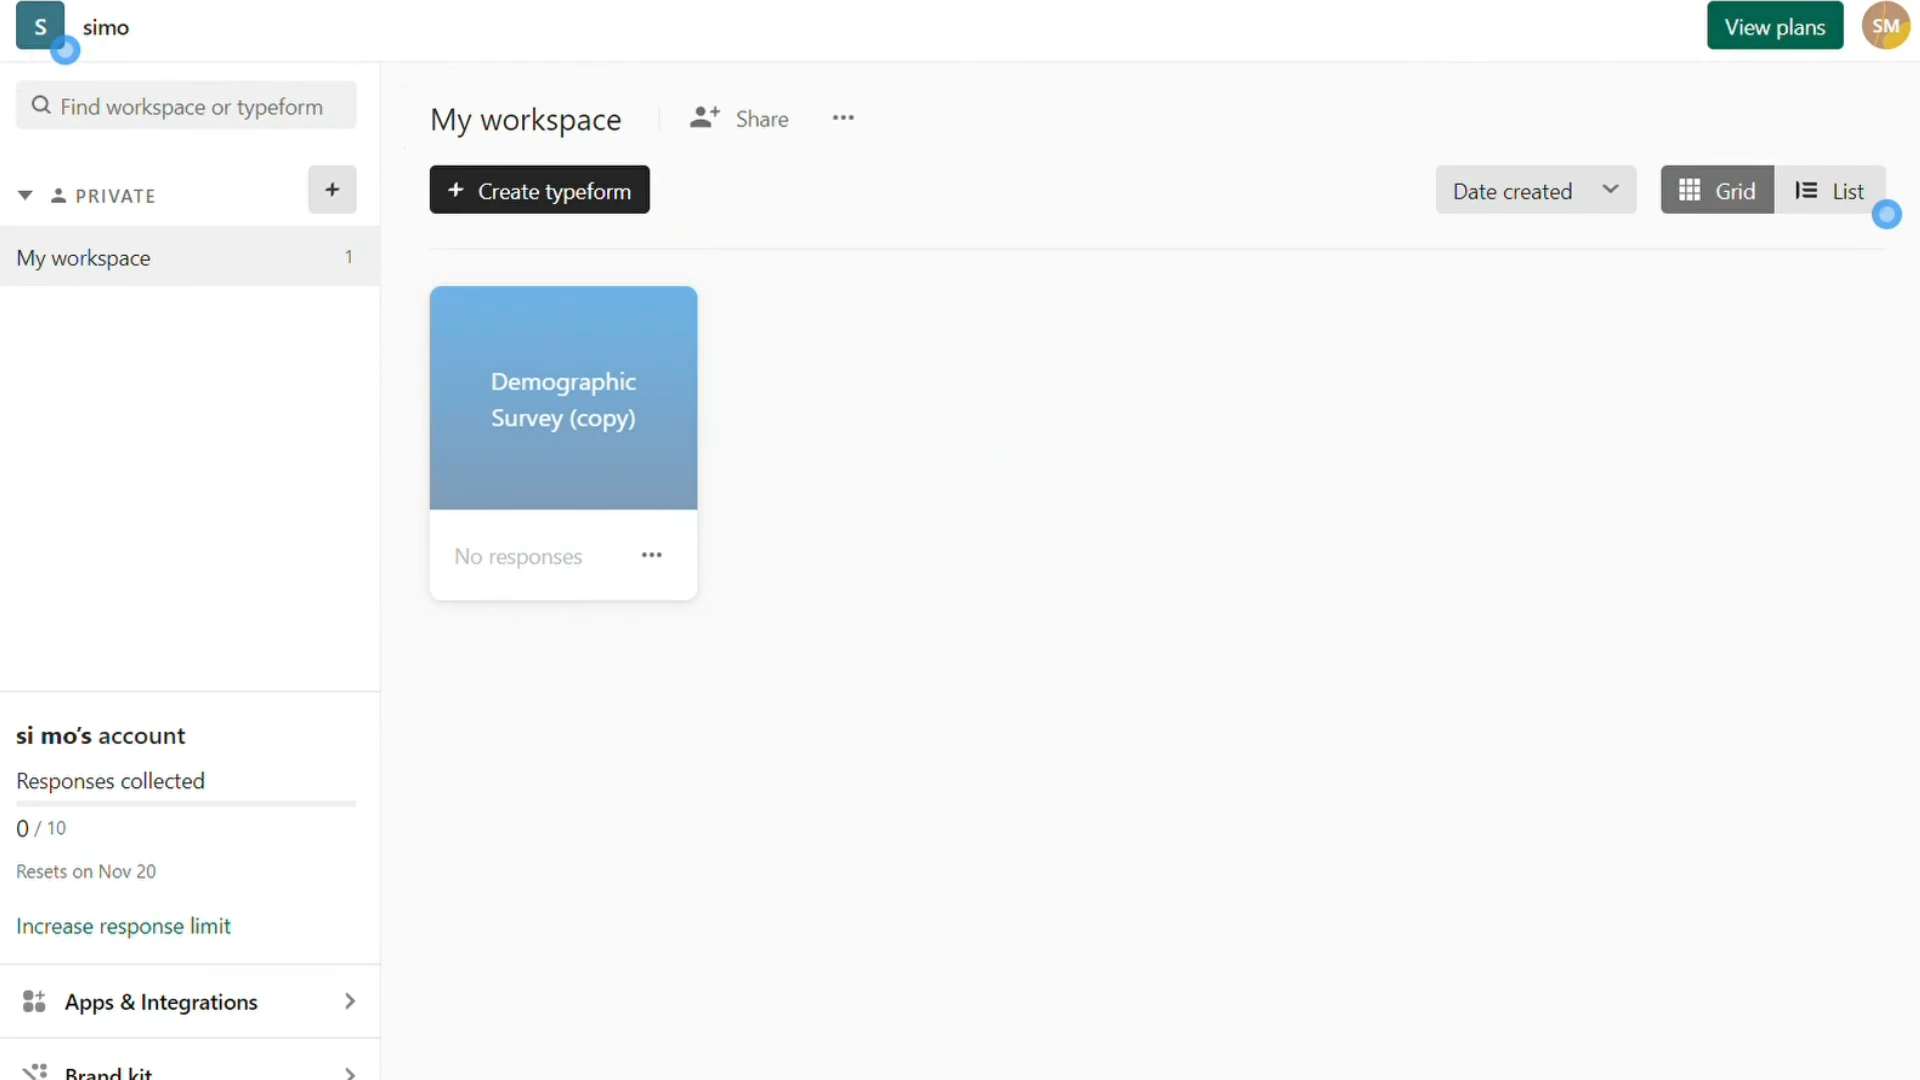 S simo
View plans SM
Find workspace or typeform
PRIVATE +
My workspace 1
My workspace Share ···
+ Create typeform
Date created Grid List
Demographic
Survey (copy)
No responses ···
si mo's account
Responses collected
0 / 10
Resets on Nov 20
Increase response limit
Apps & Integrations
Brand kit